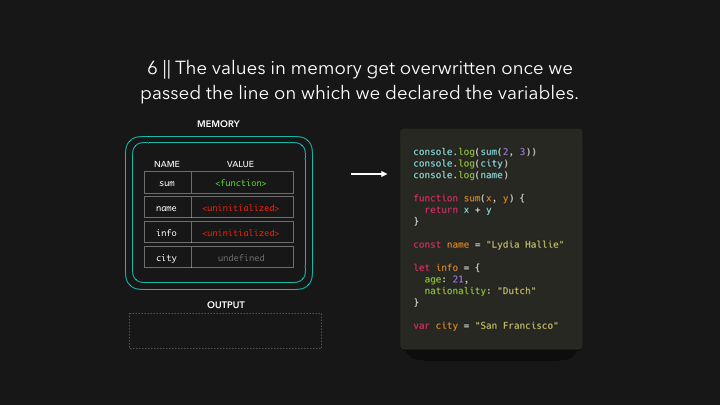 6 || The values in memory get overwritten once we
passed the line on which we declared the variables.
MEMORY
NAME VALUE
sum <function>
name <uninitialized>
info <uninitialized>
city undefined
OUTPUT
console.log(sum(2, 3))
console.log(city)
console.log(name)
function sum(x, y) {
  return x + y
}
const name = "Lydia Hallie"
let info = {
  age: 21,
  nationality: "Dutch"
}
var city = "San Francisco"